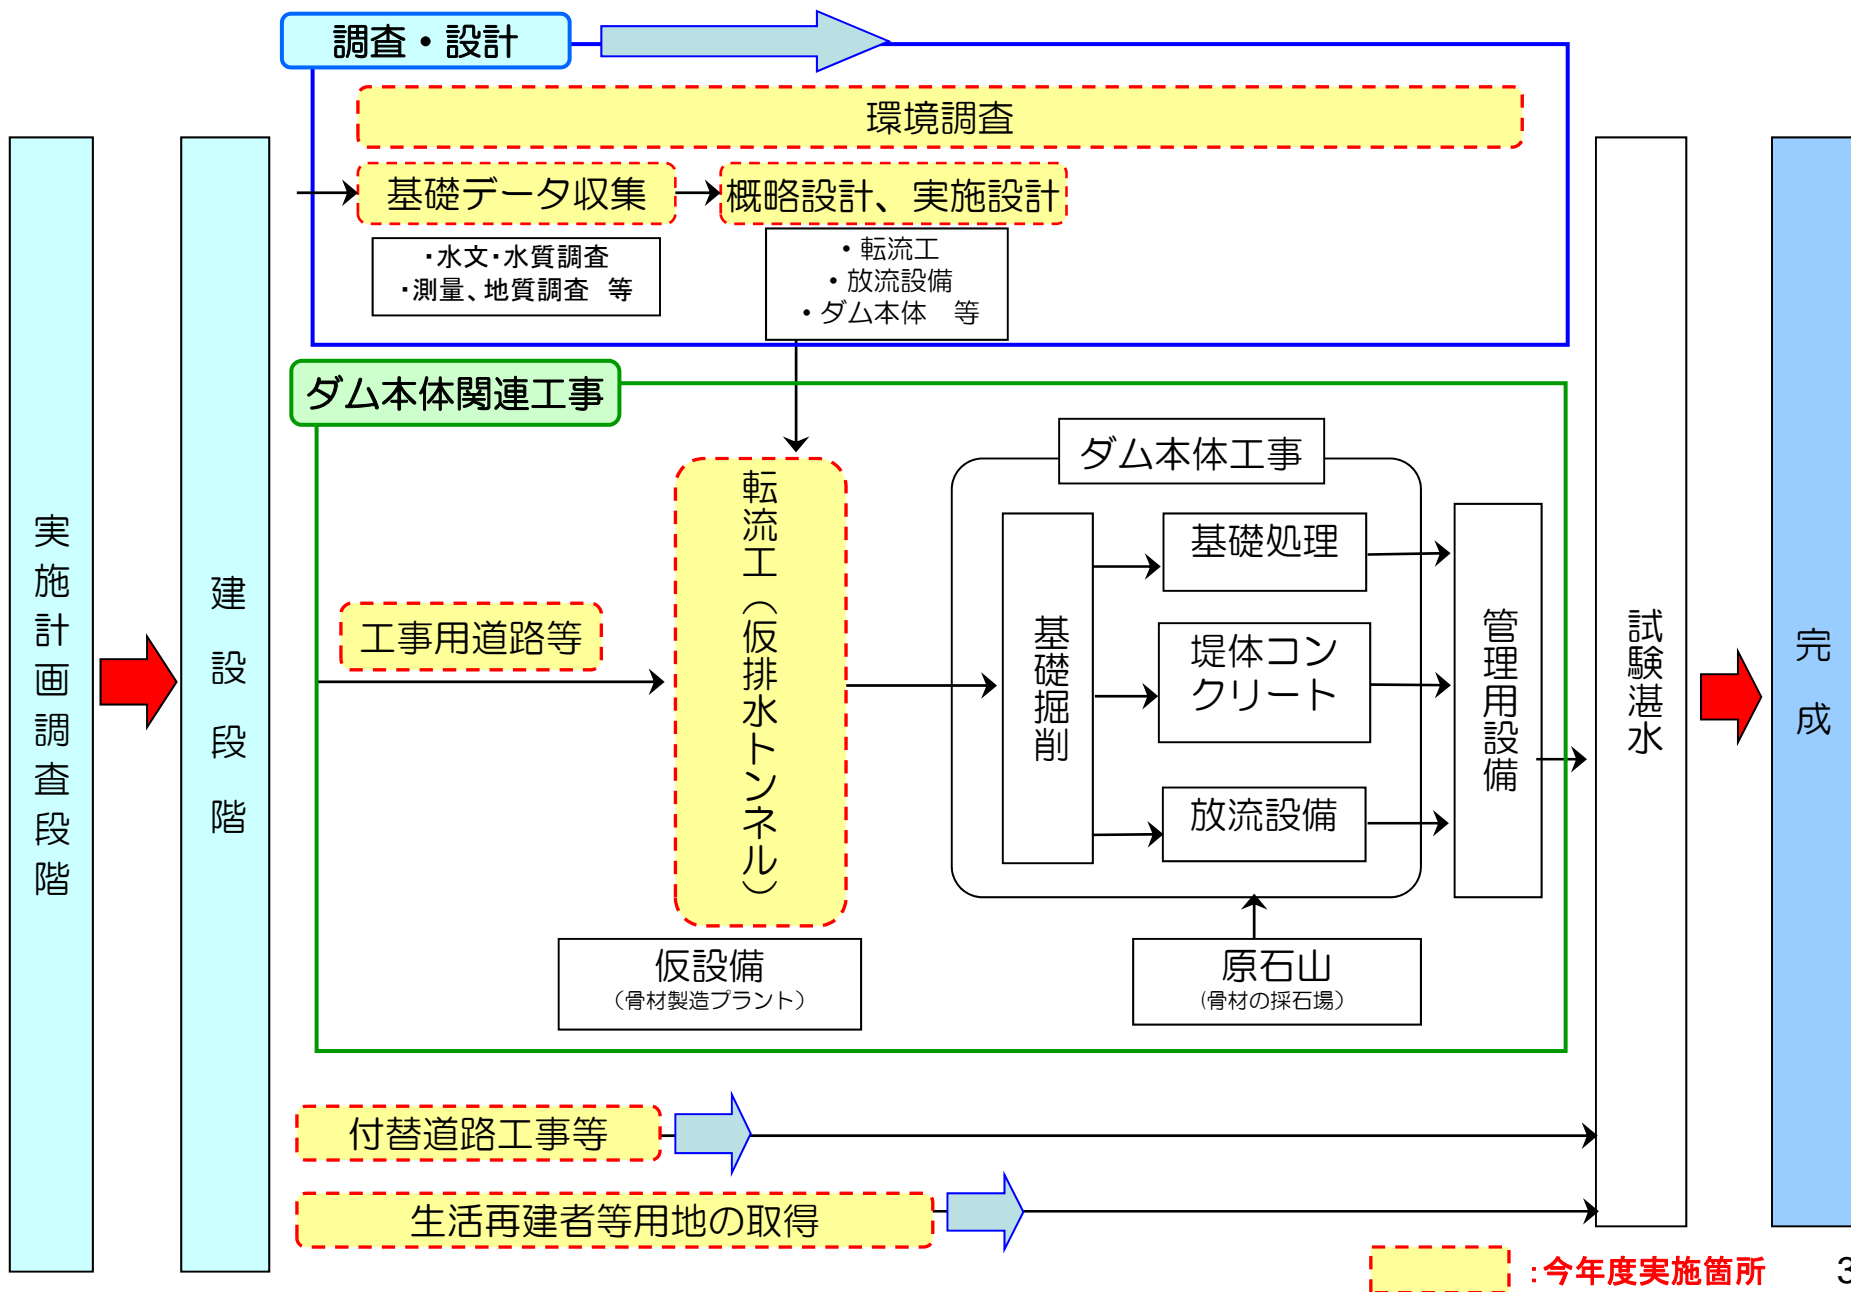 調査・設計
環境調査
基礎データ収集
概略設計、実施設計
・水文・水質調査
・測量、地質調査 等
・転流工
・放流設備
・ダム本体 等
実施計画調査段階
建設段階
ダム本体関連工事
工事用道路等
転流工（仮排水トンネル）
ダム本体工事
基礎掘削
基礎処理
堤体コン
クリート
放流設備
管理用設備
仮設備
（骨材製造プラント）
原石山
（骨材の採石場）
試験湛水
完成
付替道路工事等
生活再建者等用地の取得
：今年度実施箇所
3